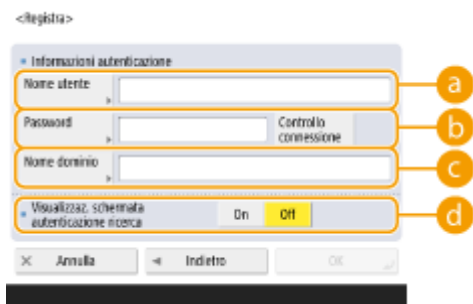 <Registra>
Informazioni autenticazione
Nome utente
a
Password
Controllo
connessione
b
Nome dominio
c
Visualizzaz. schermata
autenticazione ricerca
On Off
d
Annulla Indietro OK